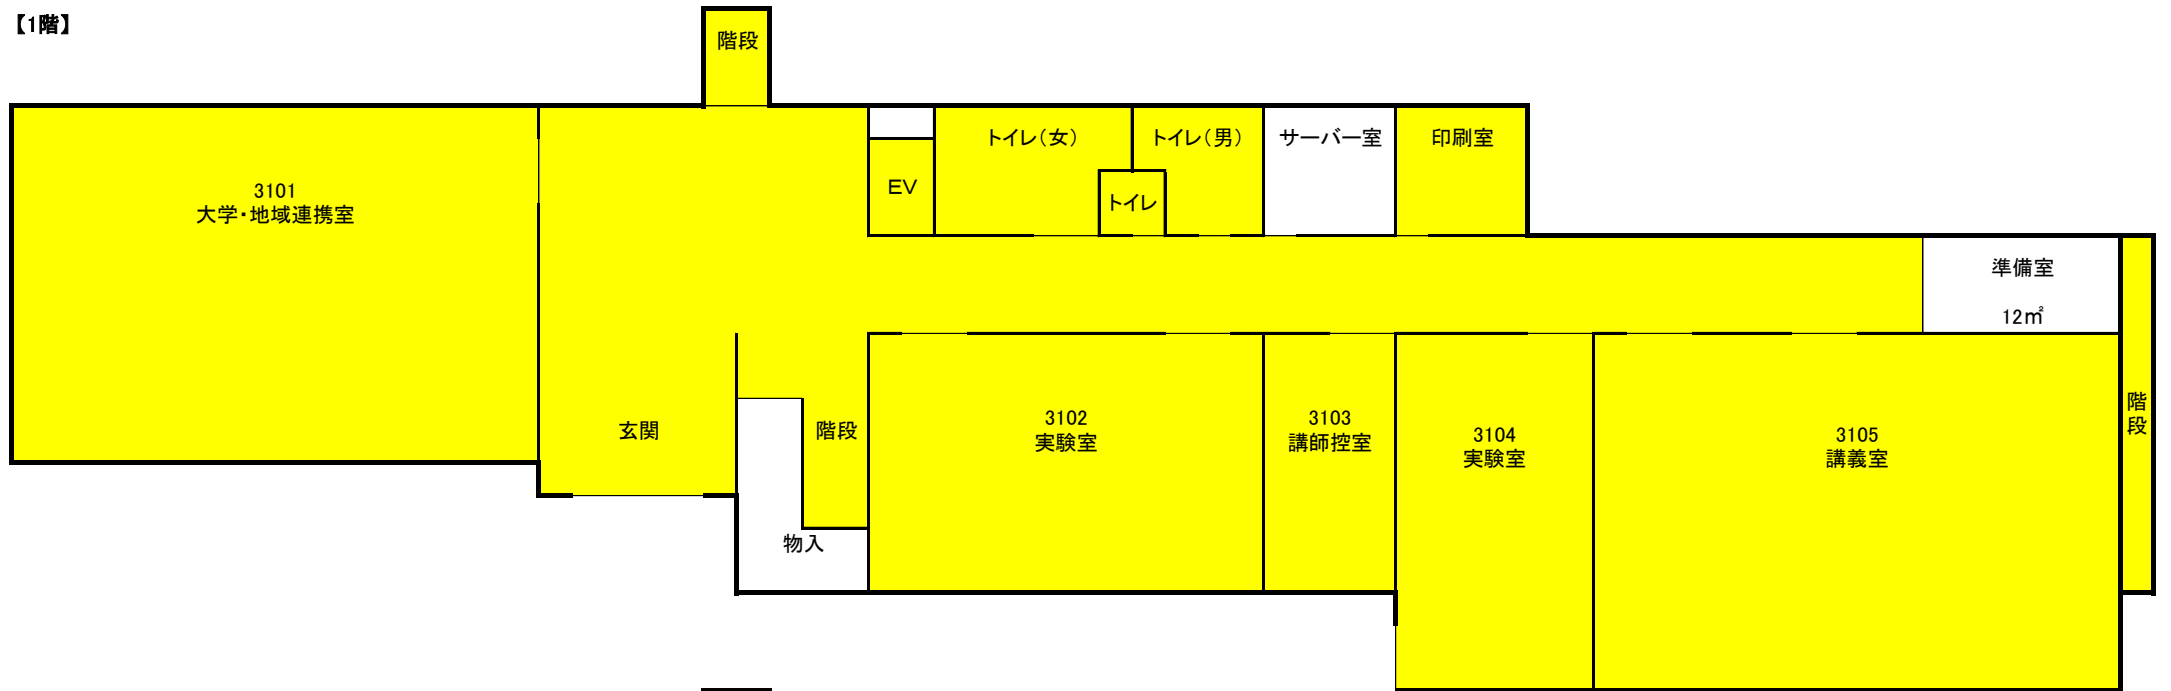 【1階】
階段
3101
大学・地域連携室
EV
トイレ(女)
トイレ(男)
トイレ
サーバー室
印刷室
準備室
12㎡
玄関
階段
物入
3102
実験室
3103
講師控室
3104
実験室
3105
講義室
階
段